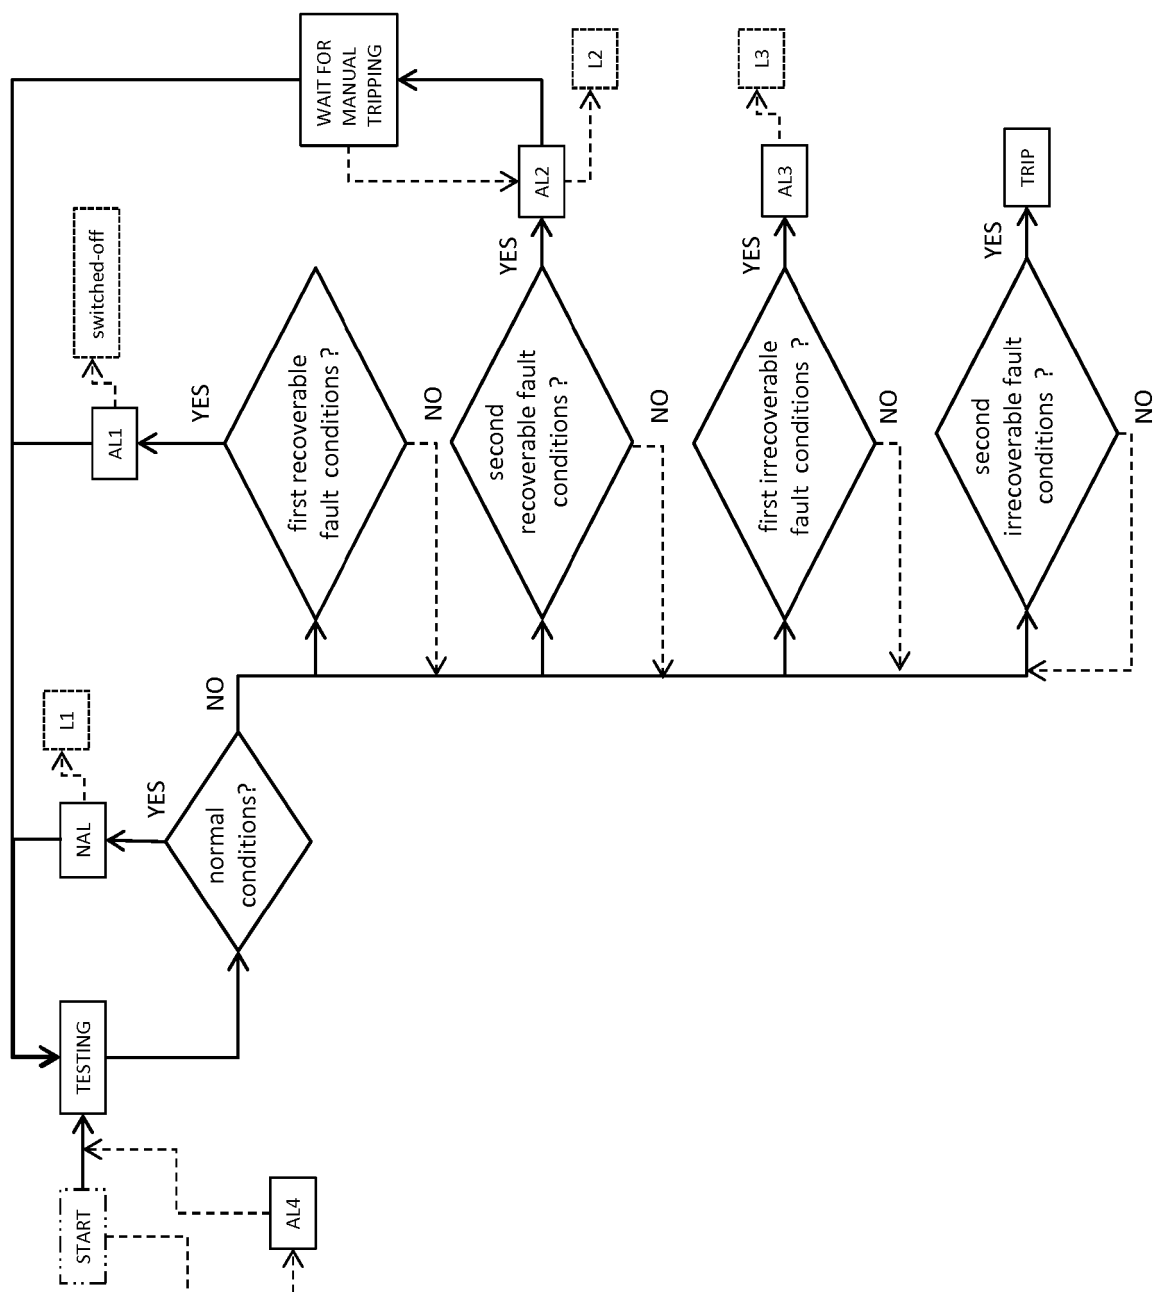 START
TESTING
AL4
NAL
L1
normal
conditions?
YES
NO
AL1
switched-off
YES
first recoverable
fault conditions ?
NO
WAIT FOR
MANUAL
TRIPPING
AL2
L2
YES
second
recoverable fault
conditions ?
NO
AL3
L3
YES
first irrecoverable
fault conditions ?
NO
TRIP
YES
second
irrecoverable fault
conditions ?
NO